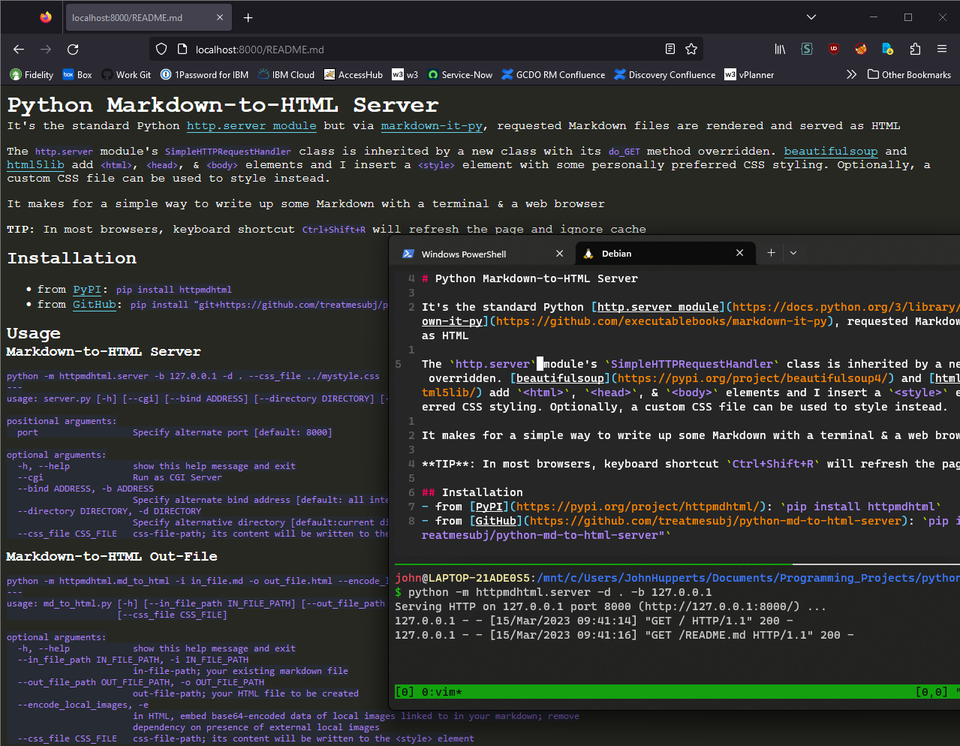 localhost:8000/README.md
localhost:8000/README.md
Fidelity box Box Work Git 1Password for IBM IBM Cloud AccessHub w3 w3 Service-Now GCDO RM Confluence Discovery Confluence w3 vPlanner Other Bookmarks
Python Markdown-to-HTML Server
It's the standard Python http.server module but via markdown-it-py, requested Markdown files are rendered and served as HTML
The http.server module's SimpleHTTPRequestHandler class is inherited by a new class with its do_GET method overridden. beautifulsoup and
html5lib add <html>, <head>, & <body> elements and I insert a <style> element with some personally preferred CSS styling. Optionally, a
custom CSS file can be used to style instead.
It makes for a simple way to write up some Markdown with a terminal & a web browser
TIP: In most browsers, keyboard shortcut Ctrl+Shift+R will refresh the page and ignore cache
Installation
• from PyPI: pip install httpmdhtml
• from GitHub: pip install "git+https://github.com/treatmesubj/p
Usage
Markdown-to-HTML Server
python -m httpmdhtml.server -b 127.0.0.1 -d . --css_file ../mystyle.css
---
usage: server.py [-h] [--cgi] [--bind ADDRESS] [--directory DIRECTORY] [-
positional arguments:
port Specify alternate port [default: 8000]
optional arguments:
-h, --help show this help message and exit
--cgi Run as CGI Server
--bind ADDRESS, -b ADDRESS
Specify alternate bind address [default: all inte
--directory DIRECTORY, -d DIRECTORY
Specify alternative directory [default:current di
--css_file CSS_FILE css-file-path; its content will be written to the
Markdown-to-HTML Out-File
python -m httpmdhtml.md_to_html -i in_file.md -o out_file.html --encode_l
---
usage: md_to_html.py [-h] [--in_file_path IN_FILE_PATH] [--out_file_path
[--css_file CSS_FILE]
optional arguments:
-h, --help show this help message and exit
--in_file_path IN_FILE_PATH, -i IN_FILE_PATH
in-file-path; your existing markdown file
--out_file_path OUT_FILE_PATH, -o OUT_FILE_PATH
out-file-path; your HTML file to be created
--encode_local_images, -e
in HTML, embed base64-encoded data of local images linked to in your markdown; remove
dependency on presence of external local images
--css_file CSS_FILE css-file-path; its content will be written to the <style> element
Windows PowerShell
Debian
4 # Python Markdown-to-HTML Server
3
2 It's the standard Python [http.server module](https://docs.python.org/3/library/
own-it-py](https://github.com/executablebooks/markdown-it-py), requested Markdow
as HTML
1
5 The `http.server` module's `SimpleHTTPRequestHandler` class is inherited by a ne
overridden. [beautifulsoup](https://pypi.org/project/beautifulsoup4/) and [html
tml5lib/) add `<html>`, `<head>`, & `<body>` elements and I insert a `<style>` e
erred CSS styling. Optionally, a custom CSS file can be used to style instead.
1
2 It makes for a simple way to write up some Markdown with a terminal & a web brow
3
4 **TIP**: In most browsers, keyboard shortcut `Ctrl+Shift+R` will refresh the pag
5
6 ## Installation
7 - from [PyPI](https://pypi.org/project/httpmdhtml/): `pip install httpmdhtml`
8 - from [GitHub](https://github.com/treatmesubj/python-md-to-html-server): `pip i
reatmesubj/python-md-to-html-server"`
john@LAPTOP-21ADE0S5:/mnt/c/Users/JohnHupperts/Documents/Programming_Projects/python
$ python -m httpmdhtml.server -d . -b 127.0.0.1
Serving HTTP on 127.0.0.1 port 8000 (http://127.0.0.1:8000/) ...
127.0.0.1 - - [15/Mar/2023 09:41:14] "GET / HTTP/1.1" 200 -
127.0.0.1 - - [15/Mar/2023 09:41:16] "GET /README.md HTTP/1.1" 200 -
[0] 0:vim* [0,0] "